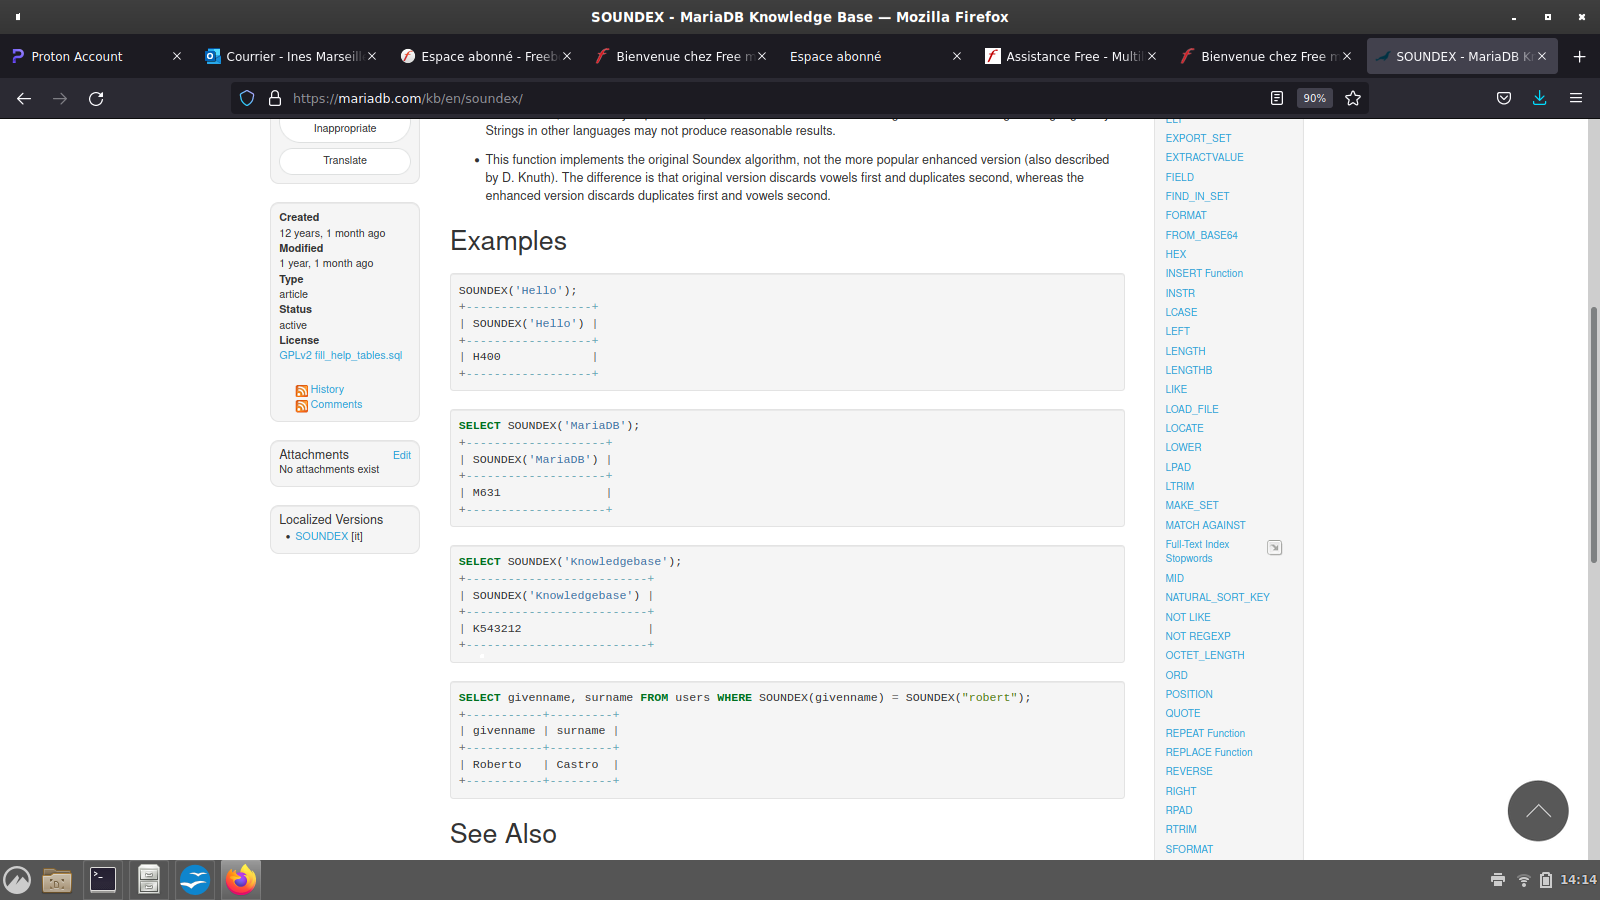 SOUNDEX - MariaDB Knowledge Base — Mozilla Firefox
Proton Account
Courrier - Ines Marseill
Espace abonné - Freeb
Bienvenue chez Free m
Espace abonné
Assistance Free - Multi
Bienvenue chez Free m
SOUNDEX - MariaDB K
https://mariadb.com/kb/en/soundex/
90%
Inappropriate
Translate
Created
12 years, 1 month ago
Modified
1 year, 1 month ago
Type
article
Status
active
License
GPLv2 fill_help_tables.sql
History
Comments
Attachments Edit
No attachments exist
Localized Versions
• SOUNDEX [it]
Strings in other languages may not produce reasonable results.
• This function implements the original Soundex algorithm, not the more popular enhanced version (also described
by D. Knuth). The difference is that original version discards vowels first and duplicates second, whereas the
enhanced version discards duplicates first and vowels second.
Examples
SOUNDEX('Hello');
+------------------+
| SOUNDEX('Hello') |
+------------------+
| H400             |
+------------------+
SELECT SOUNDEX('MariaDB');
+--------------------+
| SOUNDEX('MariaDB') |
+--------------------+
| M631               |
+--------------------+
SELECT SOUNDEX('Knowledgebase');
+--------------------------+
| SOUNDEX('Knowledgebase') |
+--------------------------+
| K543212                  |
+--------------------------+
SELECT givenname, surname FROM users WHERE SOUNDEX(givenname) = SOUNDEX("robert");
+-----------+---------+
| givenname | surname |
+-----------+---------+
| Roberto   | Castro  |
+-----------+---------+
See Also
EXPORT_SET
EXTRACTVALUE
FIELD
FIND_IN_SET
FORMAT
FROM_BASE64
HEX
INSERT Function
INSTR
LCASE
LEFT
LENGTH
LENGTHB
LIKE
LOAD_FILE
LOCATE
LOWER
LPAD
LTRIM
MAKE_SET
MATCH AGAINST
Full-Text Index
Stopwords
MID
NATURAL_SORT_KEY
NOT LIKE
NOT REGEXP
OCTET_LENGTH
ORD
POSITION
QUOTE
REPEAT Function
REPLACE Function
REVERSE
RIGHT
RPAD
RTRIM
SFORMAT
14:14